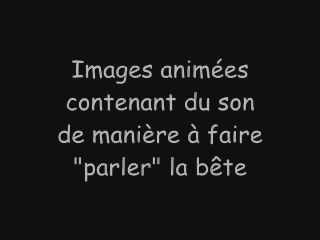 Images animées
contenant du son
de manière à faire
"parler" la bête